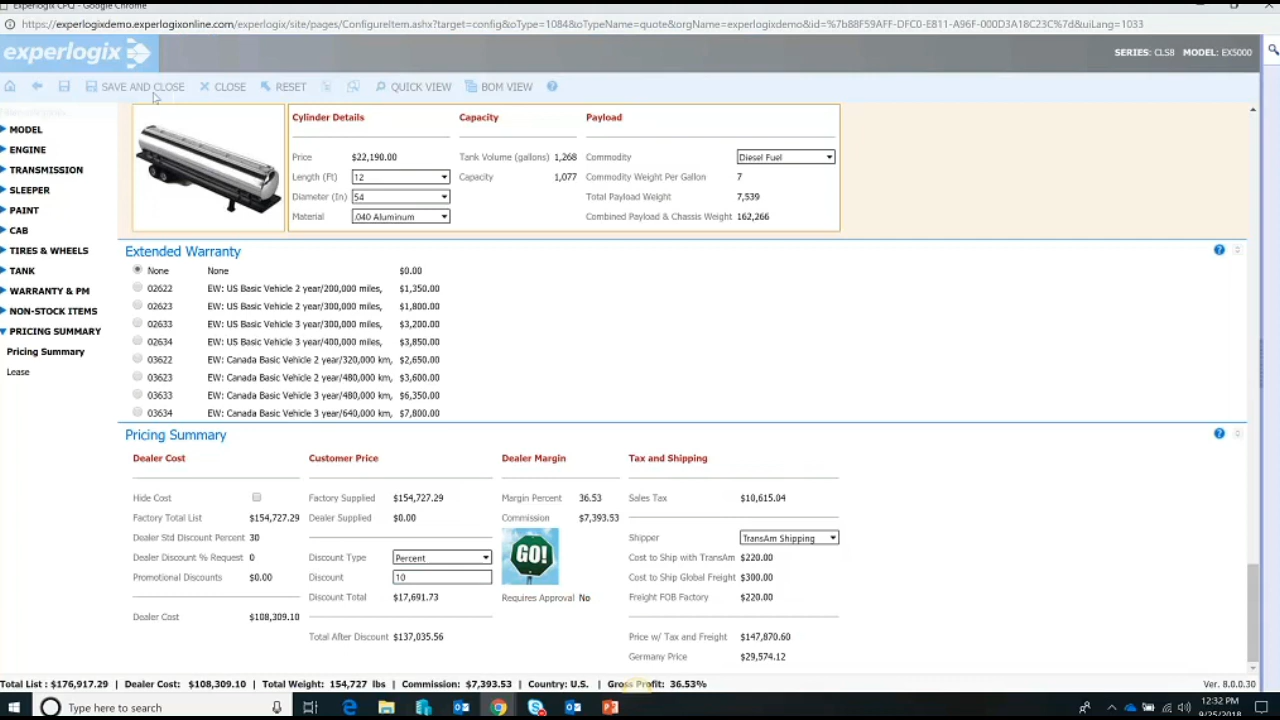 Experlogix CPQ - Google Chrome
https://experlogixdemo.experlogixonline.com/experlogix/site/pages/ConfigureItem.ashx?target=config&oType=1084&oTypeName=quote&orgName=experlogixdemo&id=%7b88F59AFF-DFC0-E811-A96F-000D3A18C23C%7d&uiLang=1033
experlogix
SERIES: CLS8 MODEL: EX5000
SAVE AND CLOSE CLOSE RESET QUICK VIEW BOM VIEW
MODEL
ENGINE
TRANSMISSION
SLEEPER
PAINT
CAB
TIRES & WHEELS
TANK
WARRANTY & PM
NON-STOCK ITEMS
PRICING SUMMARY
Pricing Summary
Lease
Cylinder Details Capacity Payload
Price $22,190.00 Tank Volume (gallons) 1,268 Commodity Diesel Fuel
Length (Ft) 12 Capacity 1,077 Commodity Weight Per Gallon 7
Diameter (In) 54 Total Payload Weight 7,539
Material .040 Aluminum Combined Payload & Chassis Weight 162,266
Extended Warranty
None None $0.00
02622 EW: US Basic Vehicle 2 year/200,000 miles, $1,350.00
02623 EW: US Basic Vehicle 2 year/300,000 miles, $1,800.00
02633 EW: US Basic Vehicle 3 year/300,000 miles, $3,200.00
02634 EW: US Basic Vehicle 3 year/400,000 miles, $3,850.00
03622 EW: Canada Basic Vehicle 2 year/320,000 km, $2,650.00
03623 EW: Canada Basic Vehicle 2 year/480,000 km, $3,600.00
03633 EW: Canada Basic Vehicle 3 year/480,000 km, $6,350.00
03634 EW: Canada Basic Vehicle 3 year/640,000 km, $7,800.00
Pricing Summary
Dealer Cost Customer Price Dealer Margin Tax and Shipping
Hide Cost Factory Supplied $154,727.29 Margin Percent 36.53 Sales Tax $10,615.04
Factory Total List $154,727.29 Dealer Supplied $0.00 Commission $7,393.53
Dealer Std Discount Percent 30 Shipper TransAm Shipping
GO!
Dealer Discount % Request 0 Discount Type Percent Cost to Ship with TransAm $220.00
Promotional Discounts $0.00 Discount 10 Cost to Ship Global Freight $300.00
Discount Total $17,691.73 Requires Approval No Freight FOB Factory $220.00
Dealer Cost $108,309.10
Total After Discount $137,035.56 Price w/ Tax and Freight $147,870.60
Germany Price $29,574.12
Total List : $176,917.29 | Dealer Cost: $108,309.10 | Total Weight: 154,727 lbs | Commission: $7,393.53 | Country: U.S. | Gross Profit: 36.53% Ver. 8.0.0.30
Type here to search
12:32 PM
9/25/2018